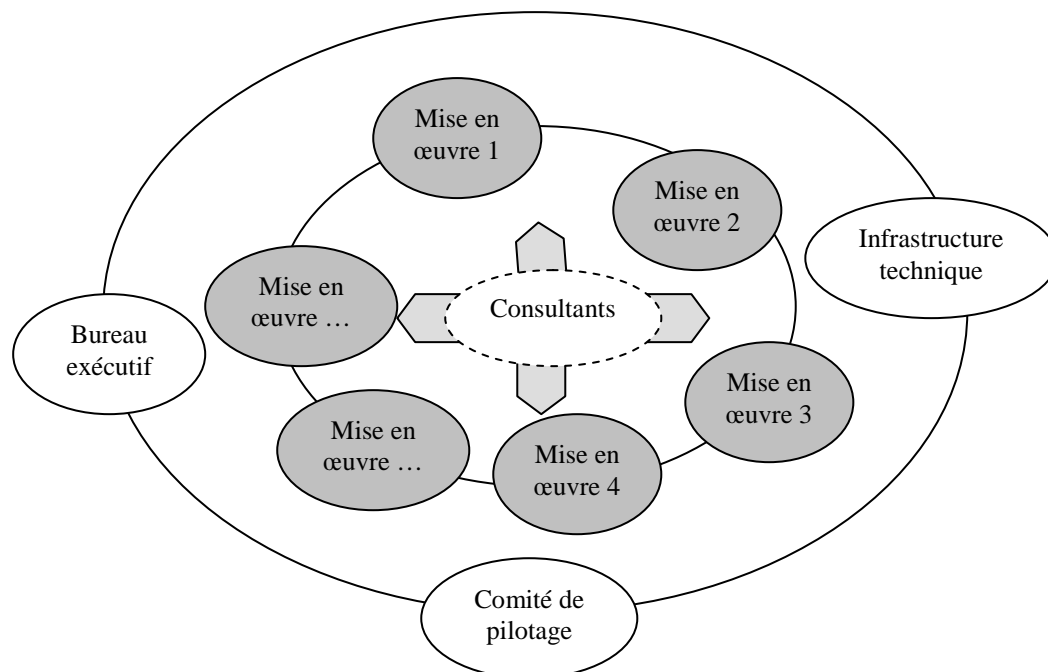 Mise en
œuvre 1
Mise en
œuvre 2
Infrastructure
technique
Mise en
œuvre …
Consultants
Bureau
exécutif
Mise en
œuvre 3
Mise en
œuvre …
Mise en
œuvre 4
Comité de
pilotage